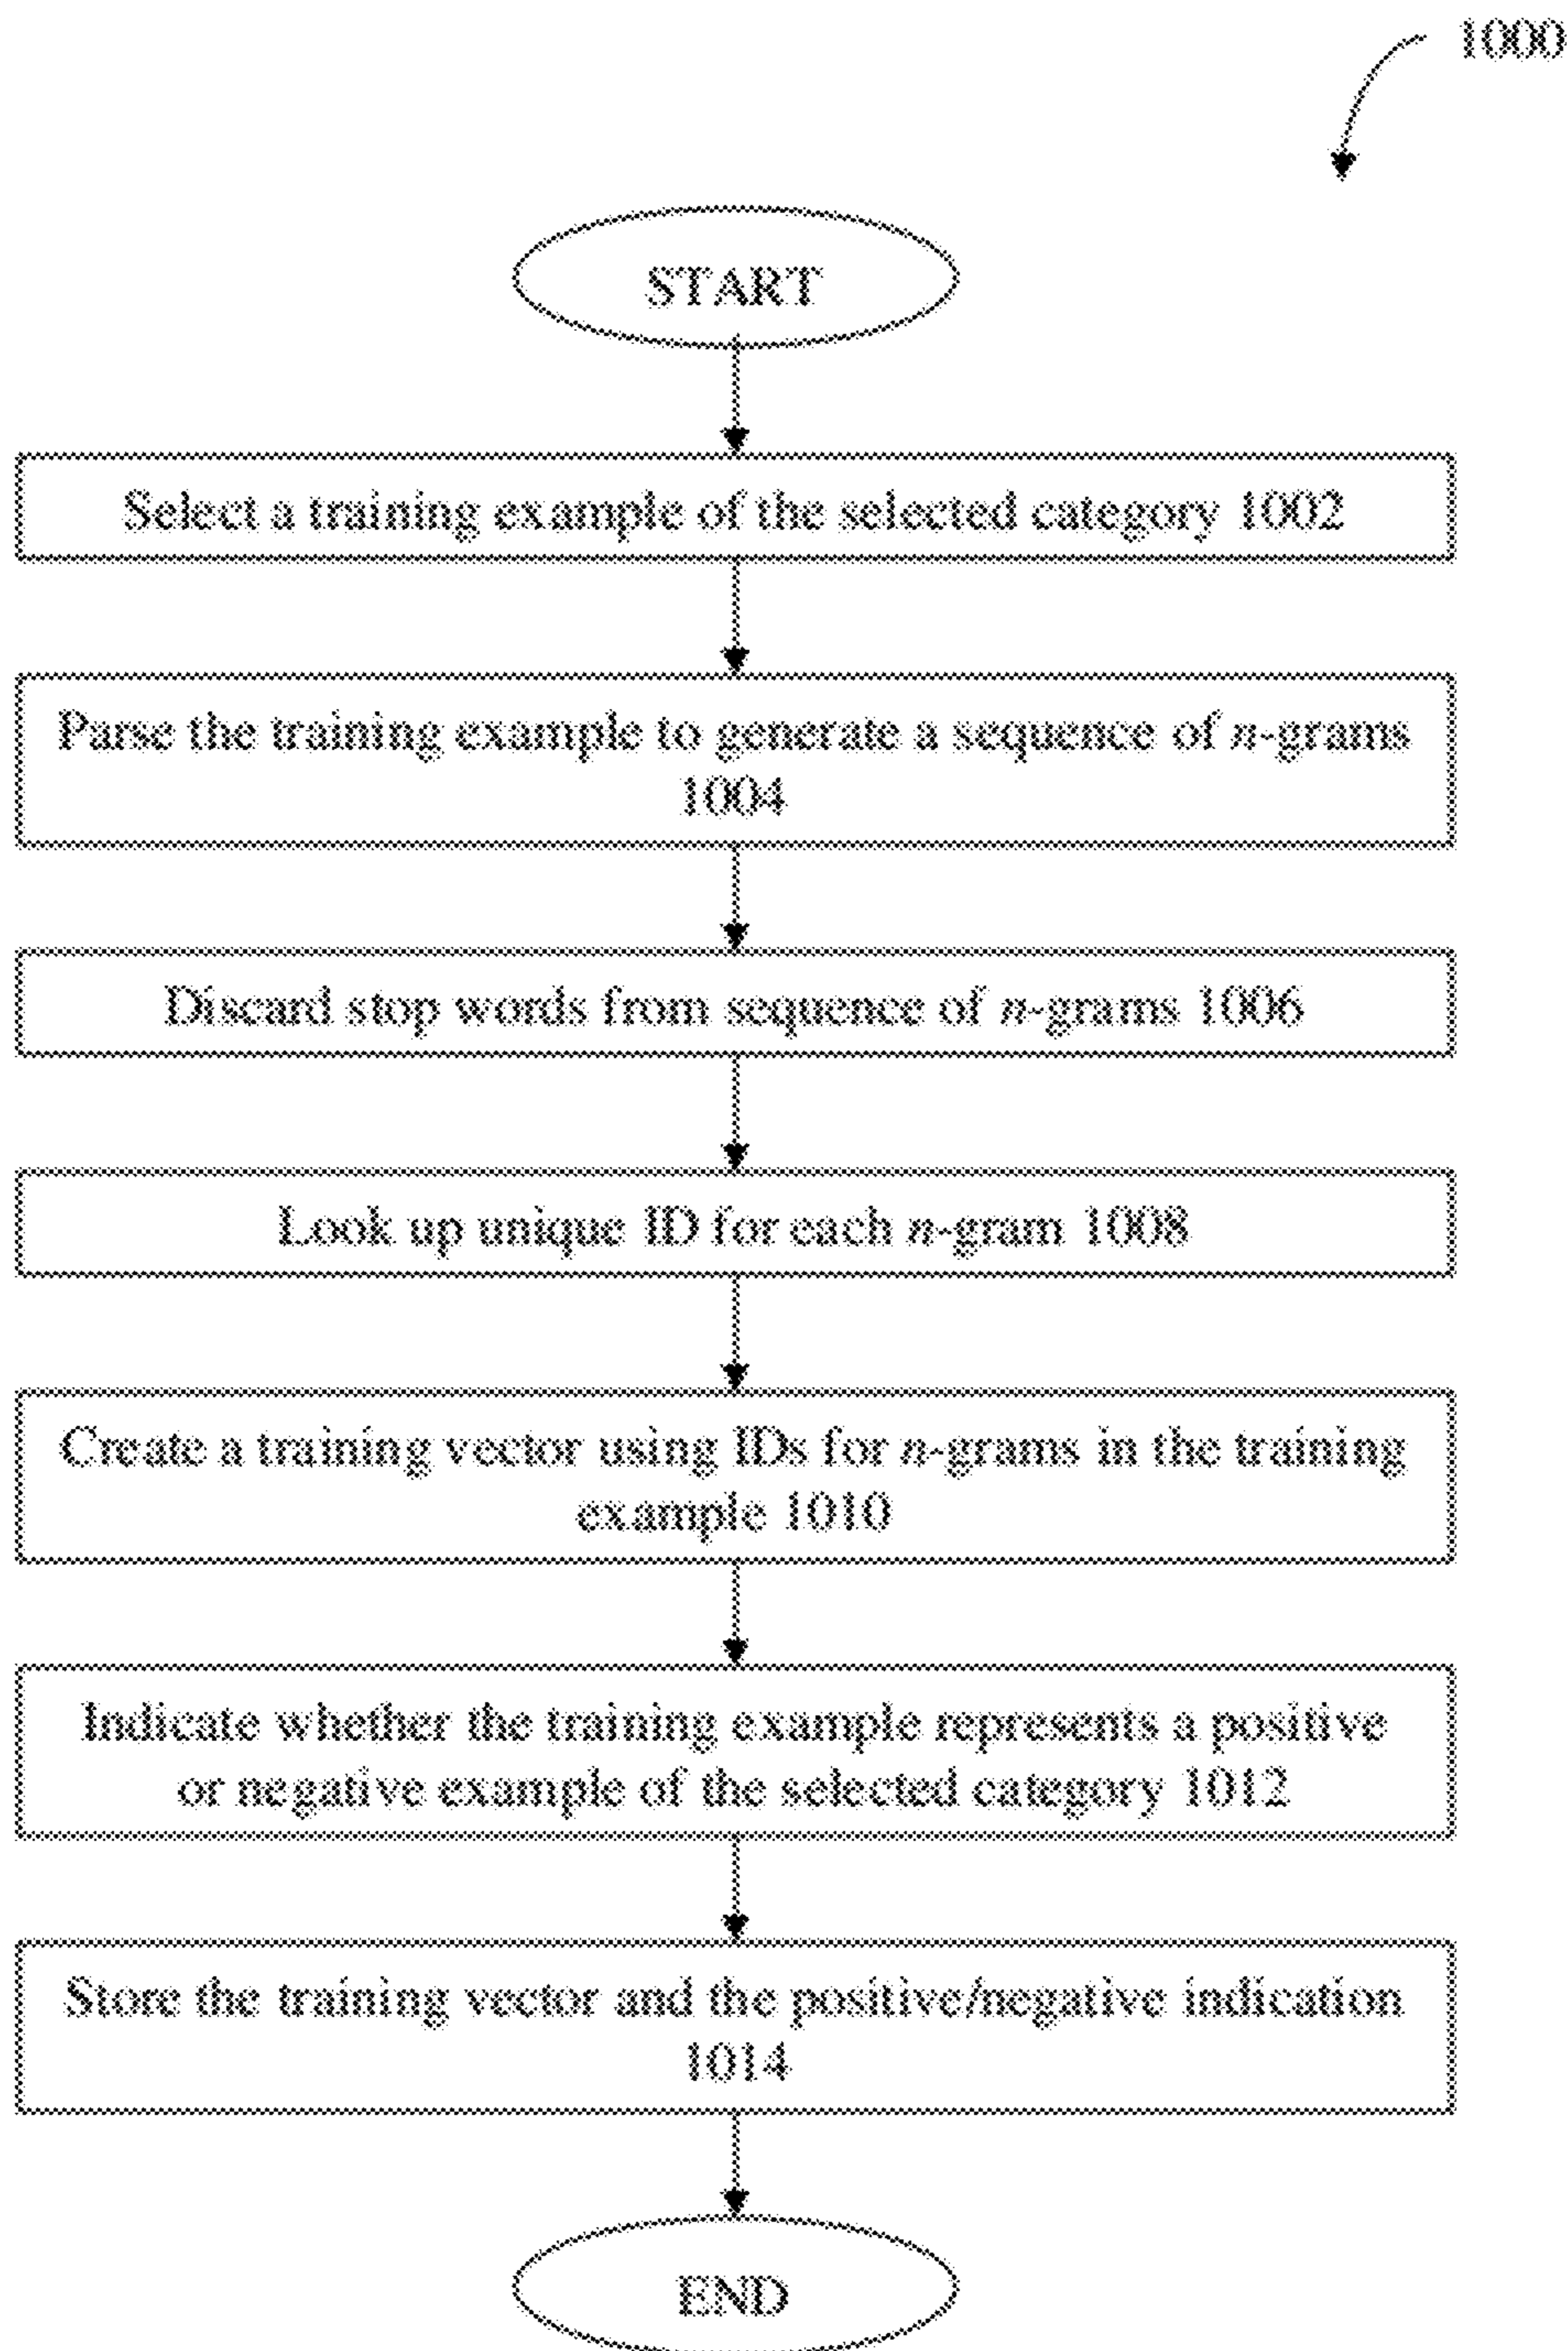 1000
START
Select a training example of the selected category 1002
Parse the training example to generate a sequence of n-grams
1004
Discard stop words from sequence of n-grams 1006
Look up unique ID for each n-gram 1008
Create a training vector using IDs for n-grams in the training
example 1010
Indicate whether the training example represents a positive
or negative example of the selected category 1012
Store the training vector and the positive/negative indication
1014
END